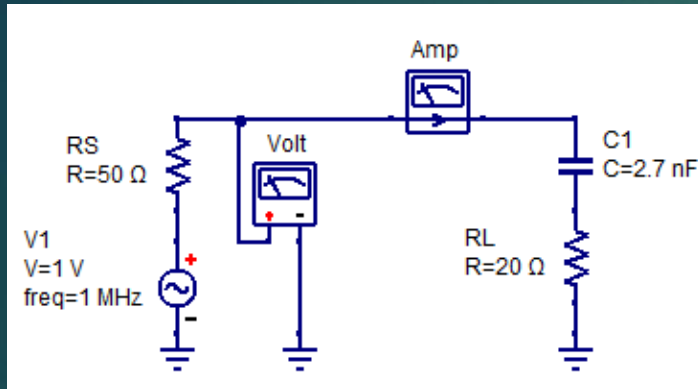 Amp
RS
R=50 Ω
Volt
C1
C=2.7 nF
V1
V=1 V
freq=1 MHz
RL
R=20 Ω